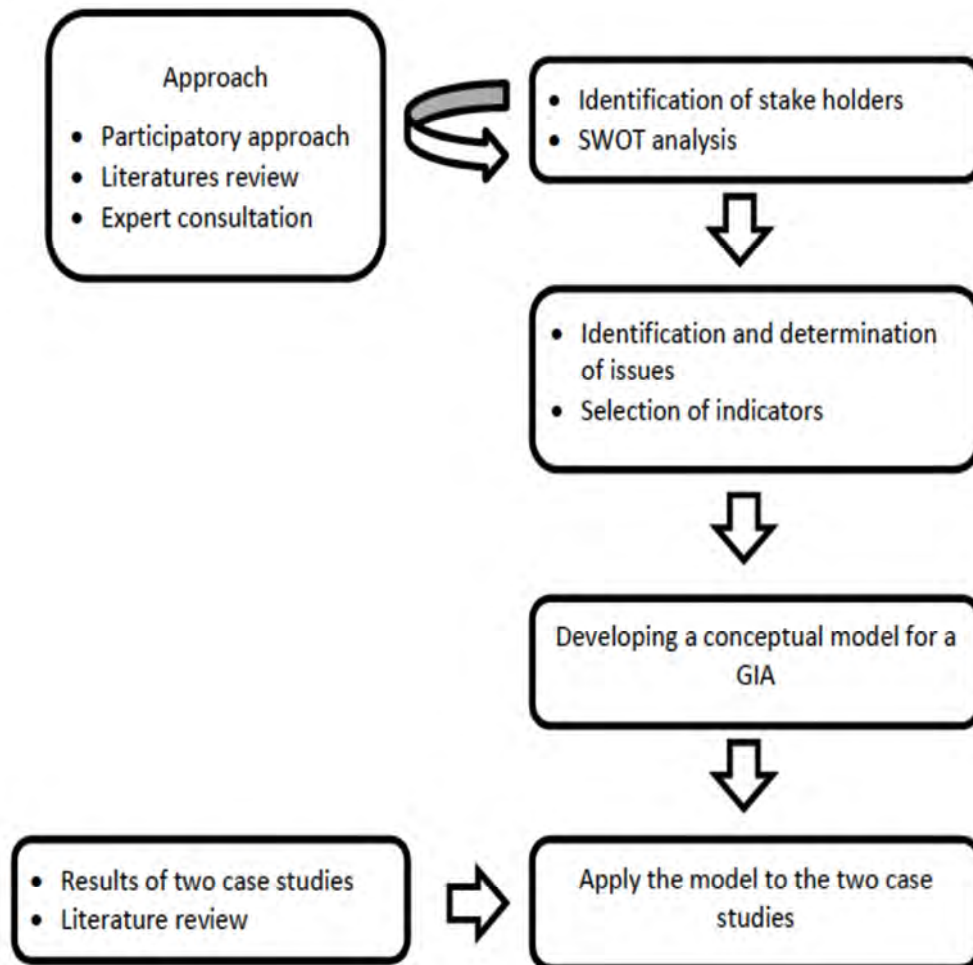 Approach
• Participatory approach
• Literatures review
• Expert consultation
• Identification of stake holders
• SWOT analysis
• Identification and determination
of issues
• Selection of indicators
Developing a conceptual model for a
GIA
• Results of two case studies
• Literature review
Apply the model to the two case
studies